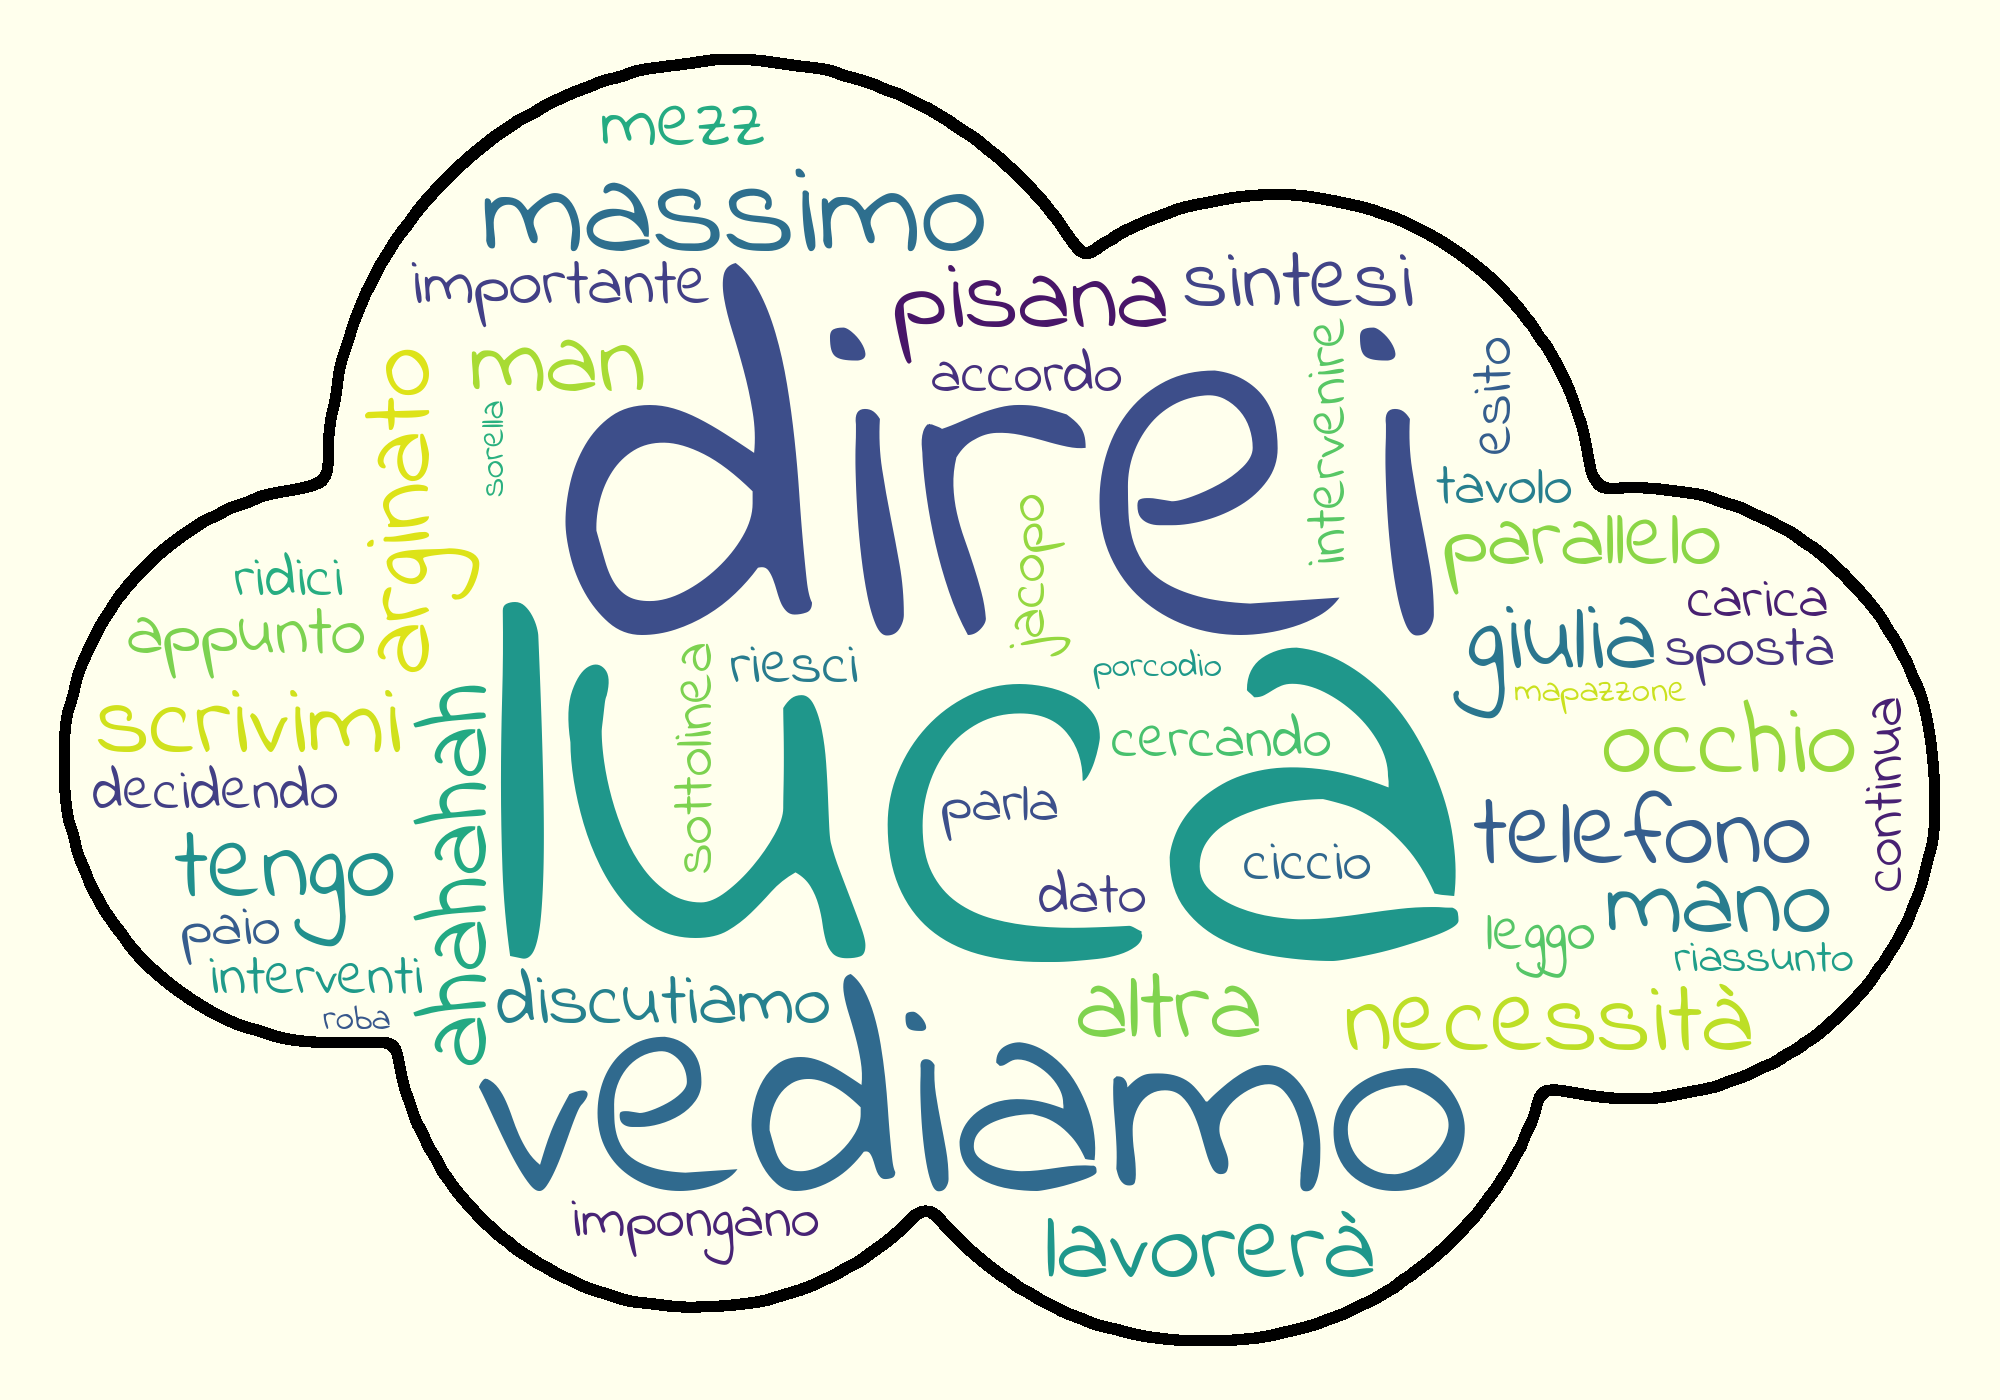 mezz
massimo
importante
pisana
sintesi
man
direi
accordo
intervenire
esito
arginato
sorella
tavolo
jacopo
parallelo
ridici
carica
appunto
giulia
sposta
luca
sottolinea
riesci
porcodio
mapazzone
scrivimi
ahahahah
cercando
occhio
continua
decidendo
parla
telefono
tengo
ciccio
dato
mano
paio
leggo
riassunto
interventi
roba
discutiamo
altra
necessità
vediamo
impongano
lavorerà